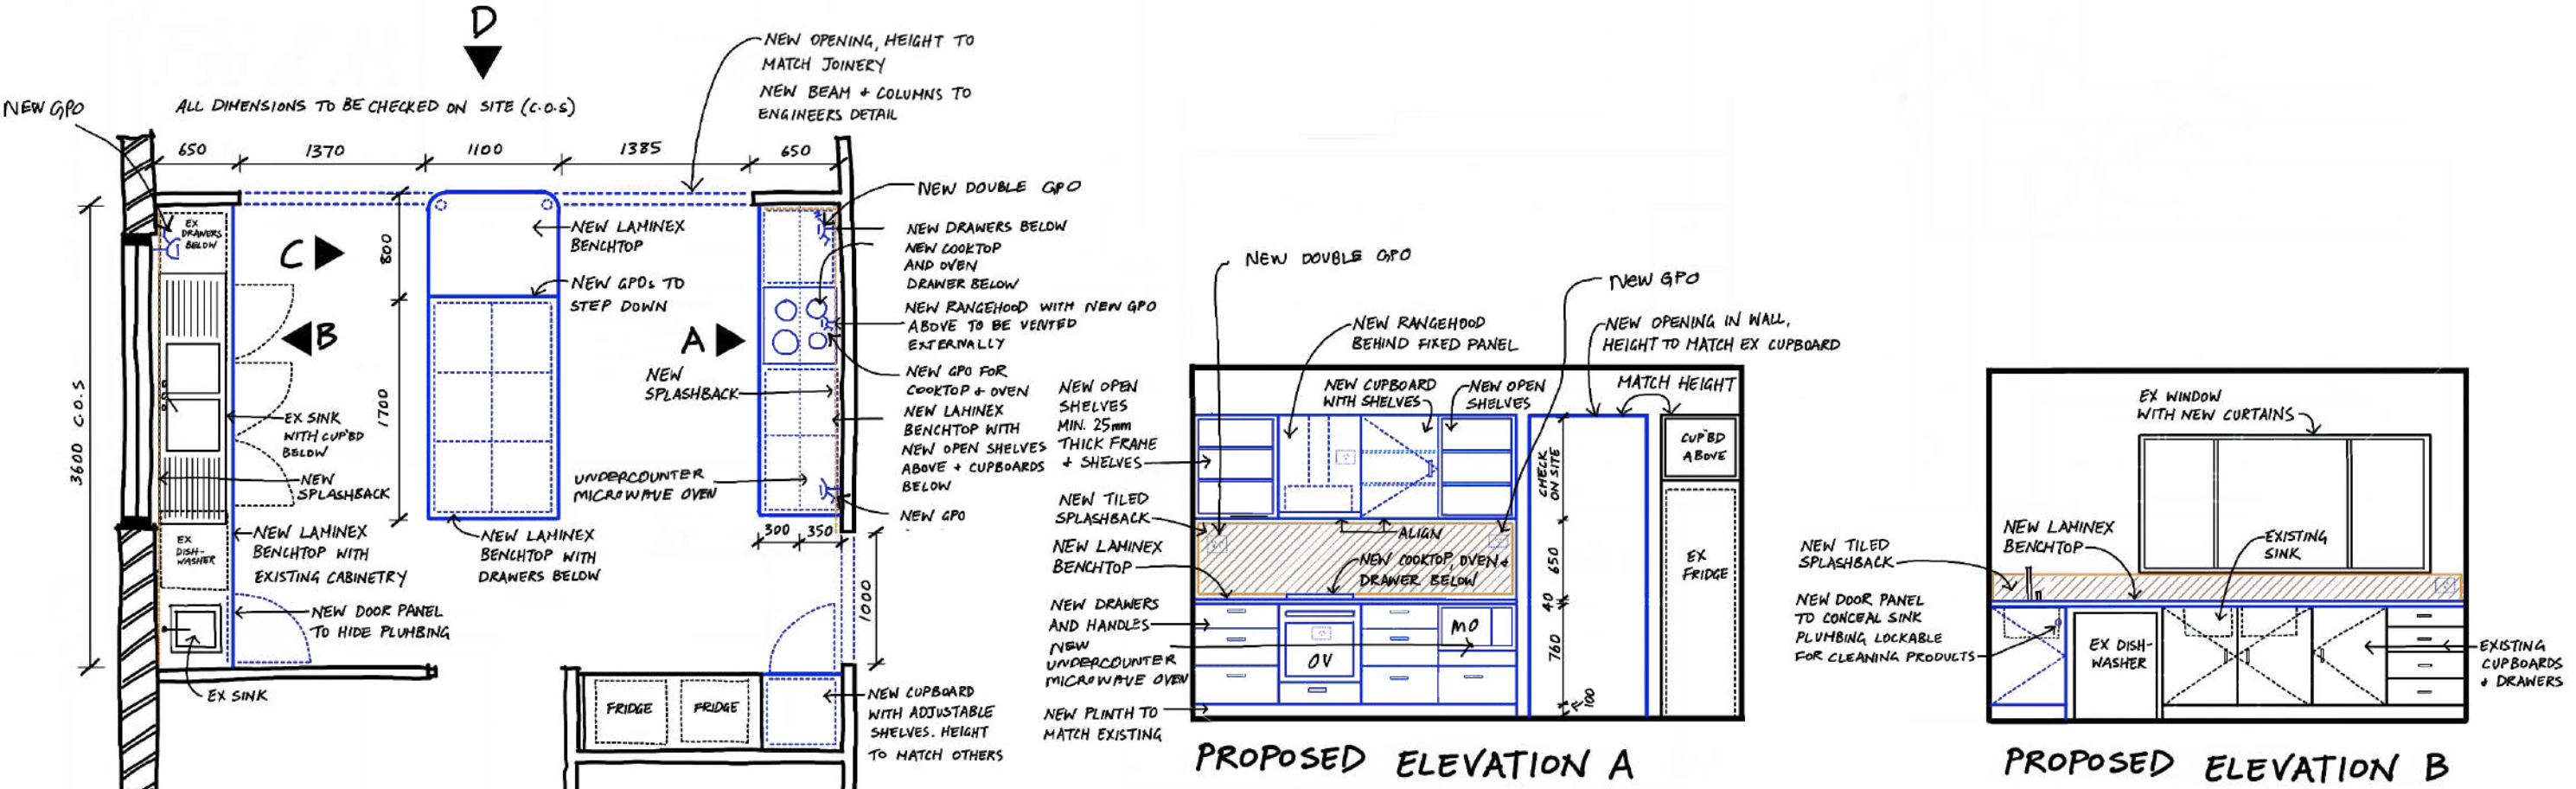 D
NEW GPO
ALL DIMENSIONS TO BE CHECKED ON SITE (C.O.S)
NEW OPENING, HEIGHT TO
MATCH JOINERY
NEW BEAM + COLUMNS TO
ENGINEERS DETAIL
650
1370
1100
1385
650
3600 C.O.S
EX
DRAWERS
BELOW
C
B
A
800
1700
NEW LAMINEX
BENCHTOP
NEW GPOs TO
STEP DOWN
EX SINK
WITH CUP'BD
BELOW
NEW
SPLASHBACK
NEW LAMINEX
BENCHTOP WITH
EXISTING CABINETRY
EX
DISH-
WASHER
NEW DOOR PANEL
TO HIDE PLUMBING
EX SINK
NEW LAMINEX
BENCHTOP WITH
DRAWERS BELOW
NEW
SPLASHBACK
UNDERCOUNTER
MICROWAVE OVEN
NEW DOUBLE GPO
NEW DRAWERS BELOW
NEW COOKTOP
AND OVEN
DRAWER BELOW
NEW RANGEHOOD WITH NEW GPO
ABOVE TO BE VENTED
EXTERNALLY
NEW GPO FOR
COOKTOP + OVEN
NEW LAMINEX
BENCHTOP WITH
NEW OPEN SHELVES
ABOVE + CUPBOARDS
BELOW
NEW GPO
300
350
1000
FRIDGE
FRIDGE
NEW CUPBOARD
WITH ADJUSTABLE
SHELVES. HEIGHT
TO MATCH OTHERS
NEW DOUBLE GPO
NEW GPO
NEW RANGEHOOD
BEHIND FIXED PANEL
NEW OPENING IN WALL,
HEIGHT TO MATCH EX CUPBOARD
NEW OPEN
SHELVES
MIN. 25mm
THICK FRAME
+ SHELVES
NEW CUPBOARD
WITH SHELVES
NEW OPEN
SHELVES
MATCH HEIGHT
CUP'BD
ABOVE
CHECK
ON SITE
NEW TILED
SPLASHBACK
ALIGN
NEW LAMINEX
BENCHTOP
NEW COOKTOP, OVEN +
DRAWER BELOW
650
EX
FRIDGE
NEW DRAWERS
AND HANDLES
40
MO
OV
760
NEW
UNDERCOUNTER
MICROWAVE OVEN
100
NEW PLINTH TO
MATCH EXISTING
PROPOSED ELEVATION A
EX WINDOW
WITH NEW CURTAINS
NEW LAMINEX
BENCHTOP
EXISTING
SINK
NEW TILED
SPLASHBACK
NEW DOOR PANEL
TO CONCEAL SINK
PLUMBING LOCKABLE
FOR CLEANING PRODUCTS
EX DISH-
WASHER
EXISTING
CUPBOARDS
+ DRAWERS
PROPOSED ELEVATION B